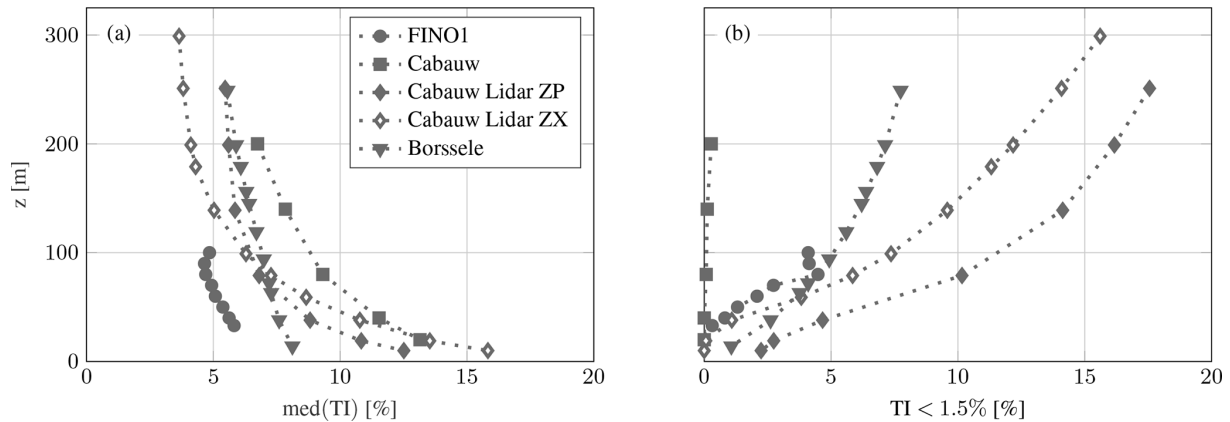 (a)
FINO1
Cabauw
Cabauw Lidar ZP
Cabauw Lidar ZX
Borssele
300
200
100
0
z [m]
0 5 10 15 20
med(TI) [%]
(b)
0 5 10 15 20
TI < 1.5% [%]